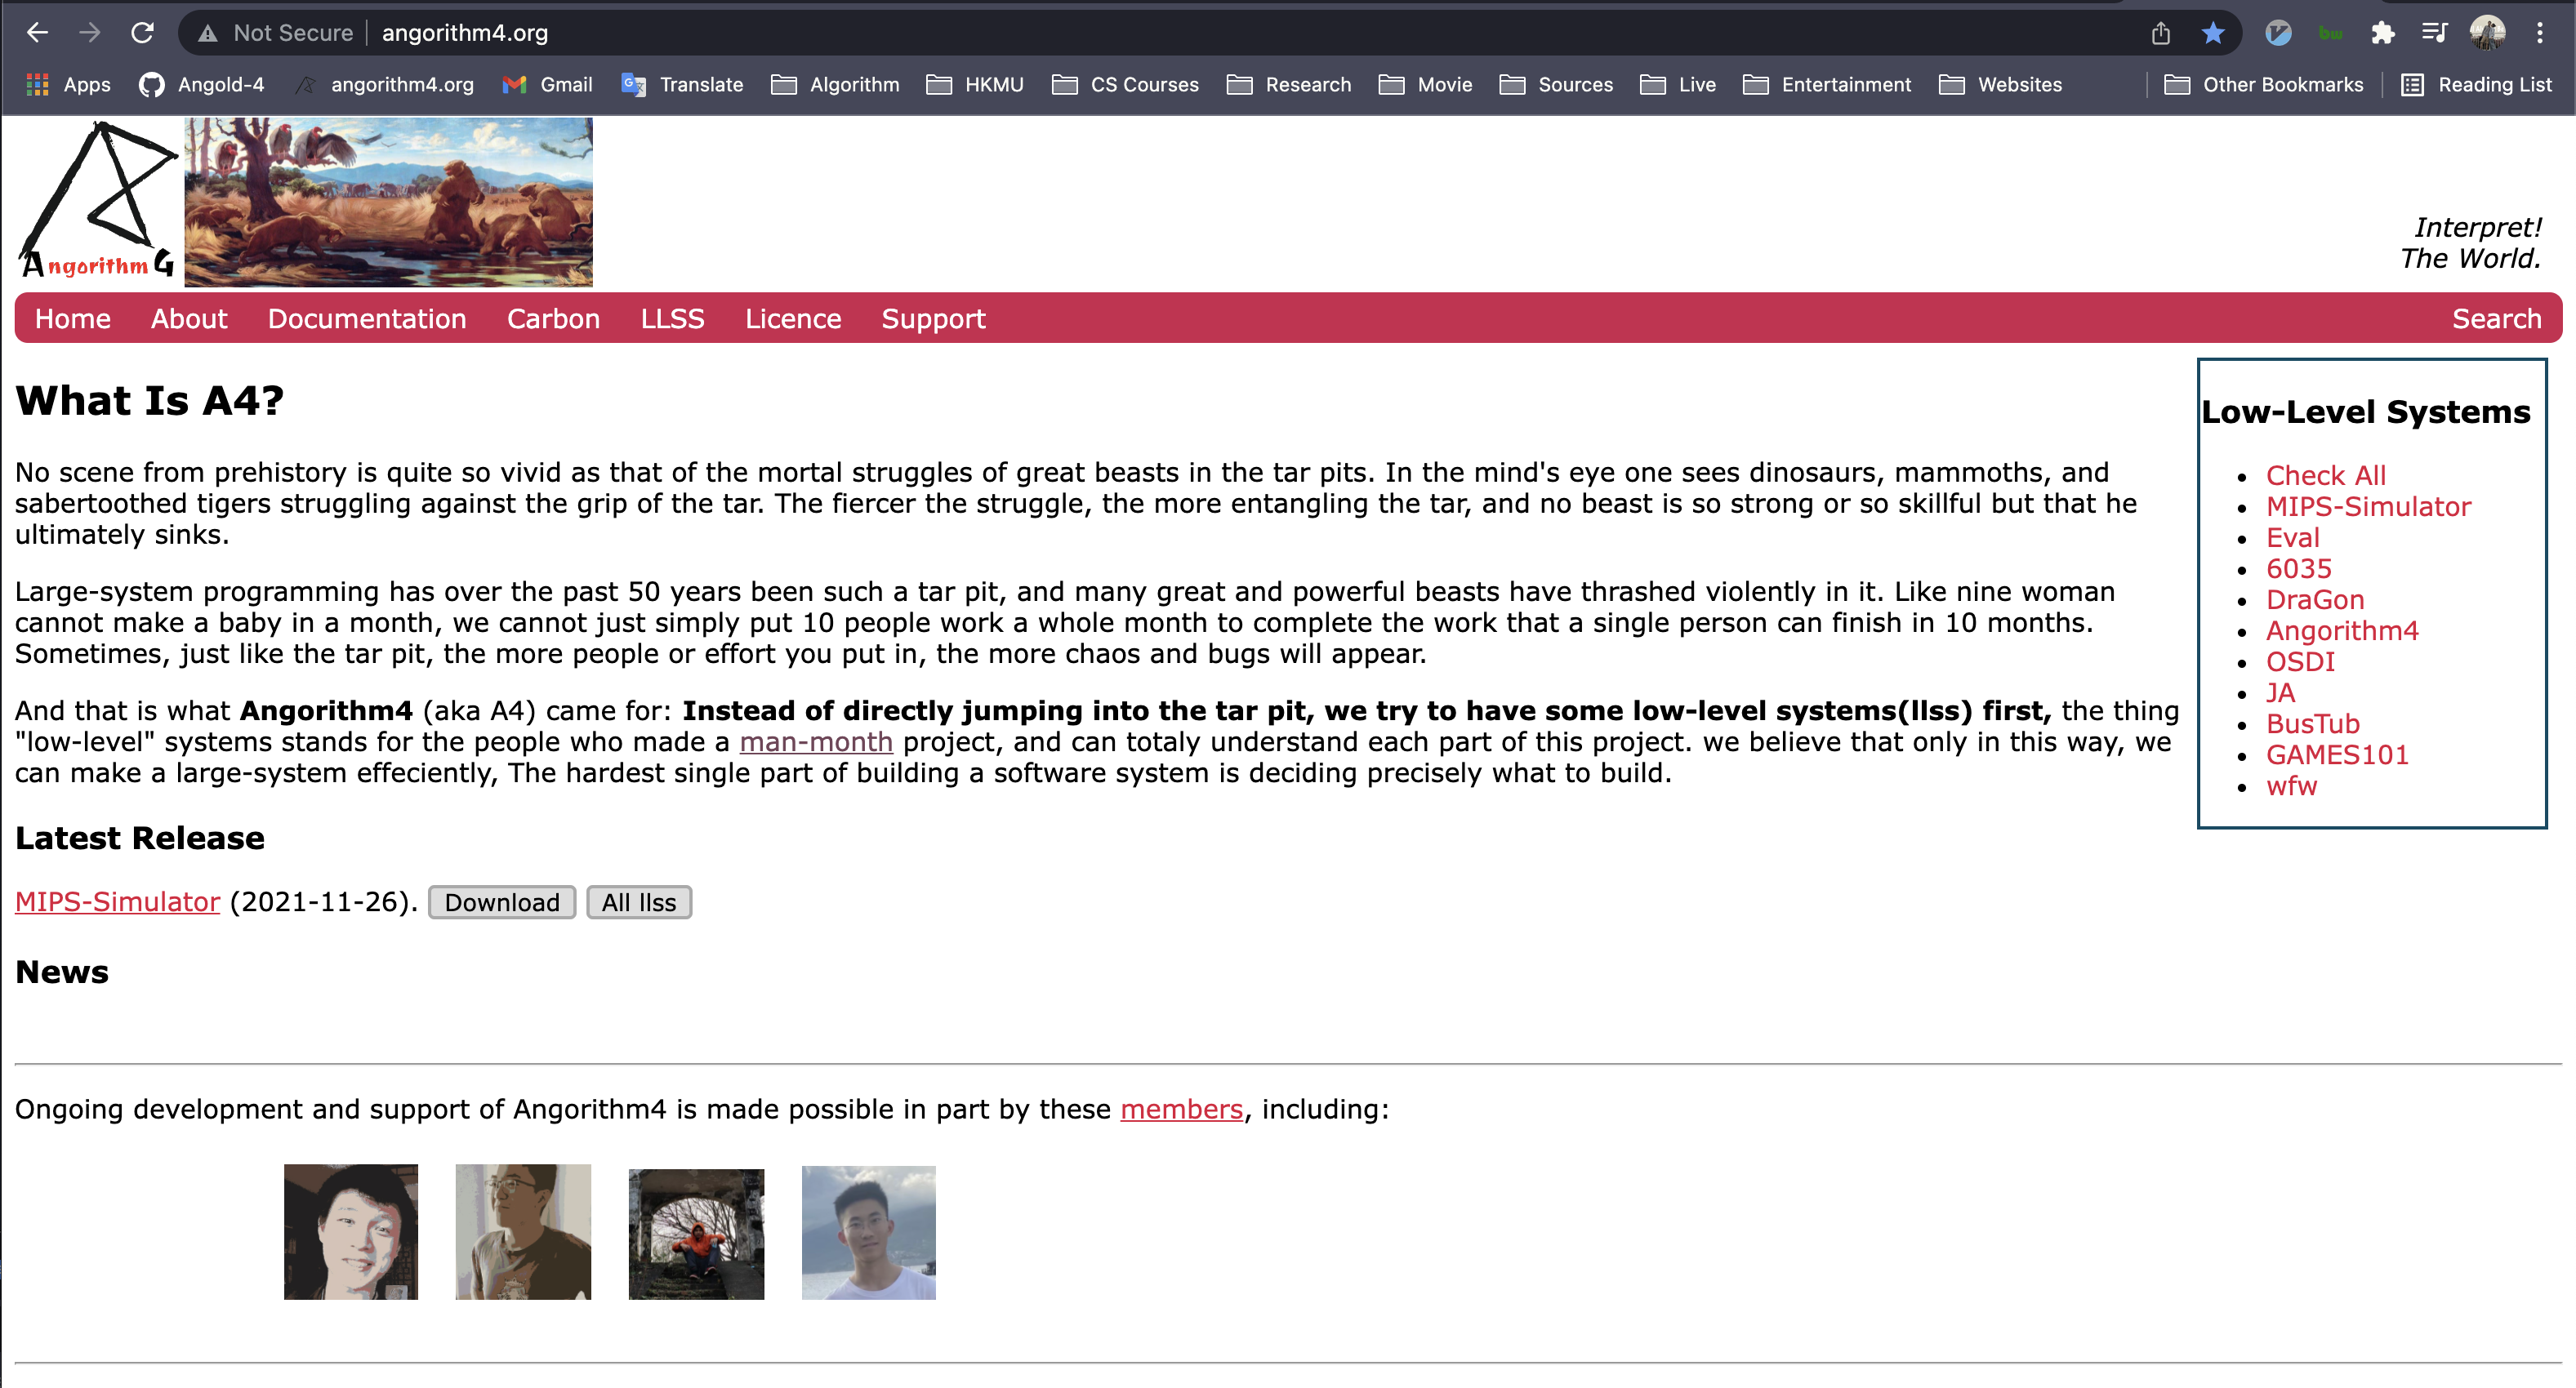 Not Secure angorithm4.org
Apps Angold-4 angorithm4.org Gmail Translate Algorithm HKMU CS Courses Research Movie Sources Live Entertainment Websites Other Bookmarks Reading List
Angorithm4
Interpret!
The World.
Home About Documentation Carbon LLSS Licence Support Search
What Is A4?
No scene from prehistory is quite so vivid as that of the mortal struggles of great beasts in the tar pits. In the mind's eye one sees dinosaurs, mammoths, and
sabertoothed tigers struggling against the grip of the tar. The fiercer the struggle, the more entangling the tar, and no beast is so strong or so skillful but that he
ultimately sinks.
Large-system programming has over the past 50 years been such a tar pit, and many great and powerful beasts have thrashed violently in it. Like nine woman
cannot make a baby in a month, we cannot just simply put 10 people work a whole month to complete the work that a single person can finish in 10 months.
Sometimes, just like the tar pit, the more people or effort you put in, the more chaos and bugs will appear.
And that is what Angorithm4 (aka A4) came for: Instead of directly jumping into the tar pit, we try to have some low-level systems(llss) first, the thing
"low-level" systems stands for the people who made a man-month project, and can totaly understand each part of this project. we believe that only in this way, we
can make a large-system effeciently, The hardest single part of building a software system is deciding precisely what to build.
Low-Level Systems
Check All
MIPS-Simulator
Eval
6035
DraGon
Angorithm4
OSDI
JA
BusTub
GAMES101
wfw
Latest Release
MIPS-Simulator (2021-11-26). Download All llss
News
Ongoing development and support of Angorithm4 is made possible in part by these members, including: